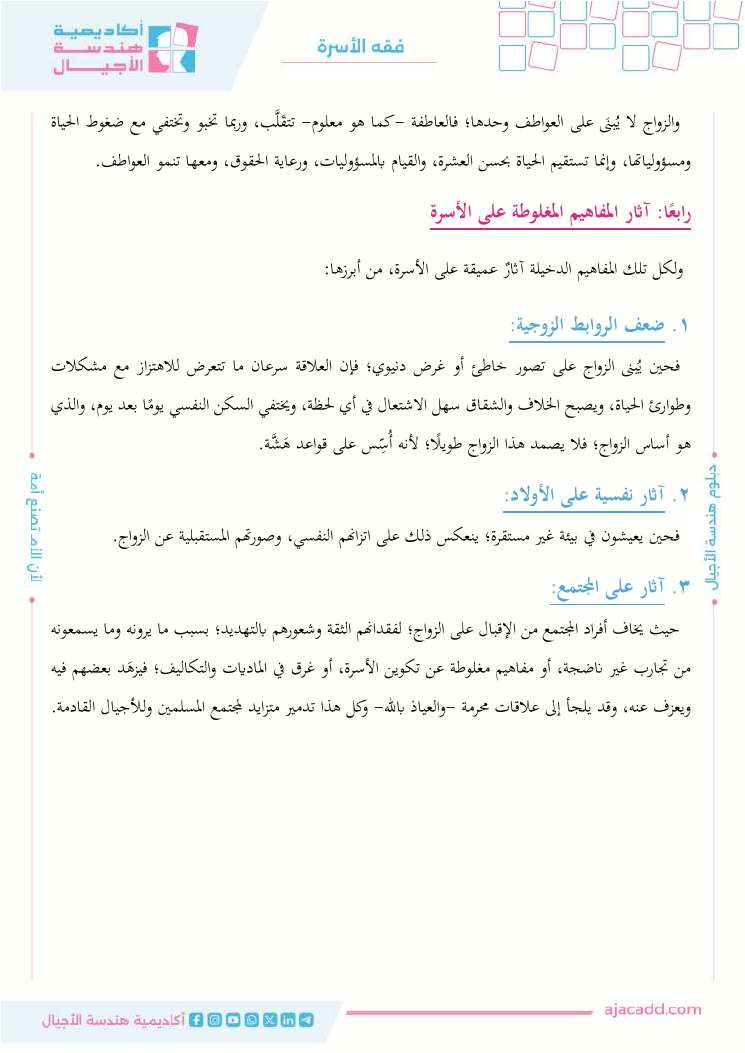 أكاديمية
هندسة
الأجيال
فقه الأسرة
والزواج لا يُبنَى على العواطف وحدها؛ فالعاطفة –كما هو معلوم– تتقَلَّب، وربما تخبو وتختفي مع ضغوط الحياة
ومسؤولياتها، وإنما تستقيم الحياة بحسن العشرة، والقيام بالمسؤوليات، ورعاية الحقوق، ومعها تنمو العواطف.
رابعًا: آثار المفاهيم المغلوطة على الأسرة
ولكل تلك المفاهيم الدخيلة آثارٌ عميقة على الأسرة، من أبرزها:
١. ضعف الروابط الزوجية:
فحين يُبنى الزواج على تصور خاطئ أو غرض دنيوي؛ فإن العلاقة سرعان ما تتعرض للاهتزاز مع مشكلات
وطوارئ الحياة، ويصبح الخلاف والشقاق سهل الاشتعال في أي لحظة، ويختفي السكن النفسي يومًا بعد يوم، والذي
هو أساس الزواج؛ فلا يصمد هذا الزواج طويلًا؛ لأنه أُسِّس على قواعد هَشَّة.
٢. آثار نفسية على الأولاد:
فحين يعيشون في بيئة غير مستقرة؛ ينعكس ذلك على اتزانهم النفسي، وصورتهم المستقبلية عن الزواج.
٣. آثار على المجتمع:
حيث يخاف أفراد المجتمع من الإقبال على الزواج؛ لفقدانهم الثقة وشعورهم بالتهديد؛ بسبب ما يرونه وما يسمعونه
من تجارب غير ناضجة، أو مفاهيم مغلوطة عن تكوين الأسرة، أو غرق في الماديات والتكاليف؛ فيزهَد بعضهم فيه
ويعزف عنه، وقد يلجأ إلى علاقات محرمة –والعياذ بالله– وكل هذا تدمير متزايد لمجتمع المسلمين وللأجيال القادمة.
دبلوم هندسة الأجيال
لأن الأم تصنع أمة
أكاديمية هندسة الأجيال
ajacadd.com